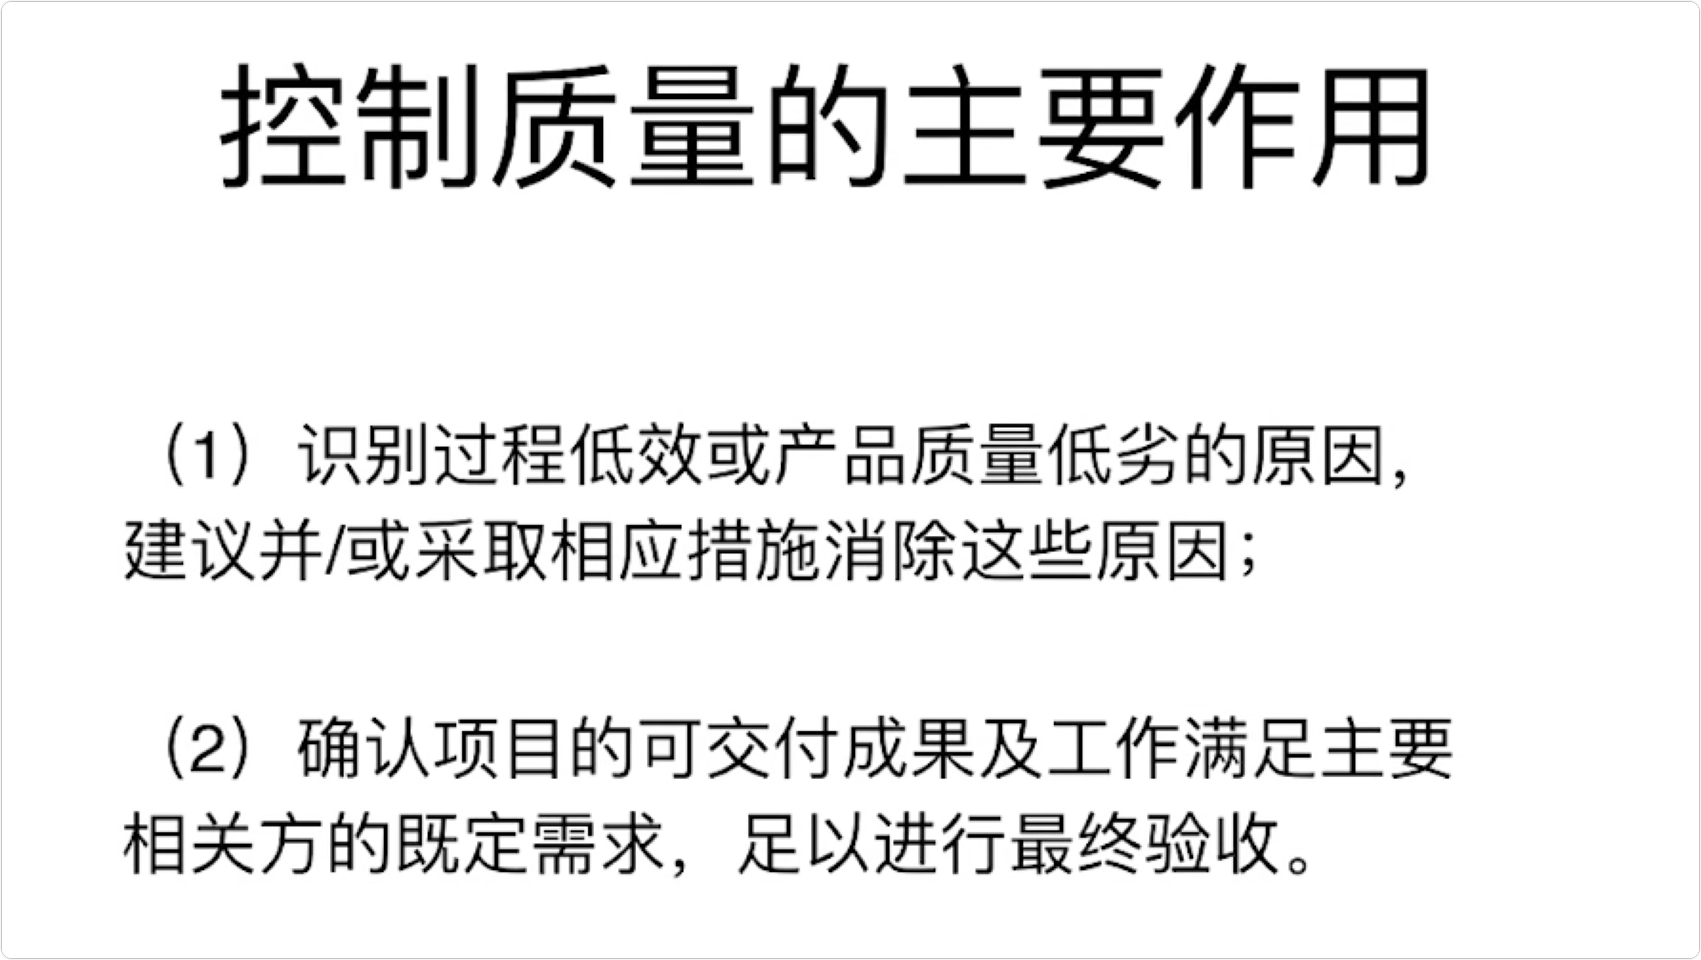 控制质量的主要作用
（1）识别过程低效或产品质量低劣的原因，
建议并/或采取相应措施消除这些原因；
（2）确认项目的可交付成果及工作满足主要
相关方的既定需求，足以进行最终验收。